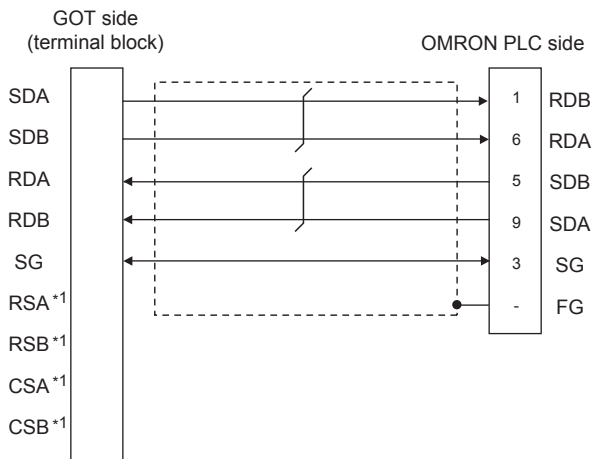 GOT side
(terminal block)
OMRON PLC side
SDA 1 RDB
SDB 6 RDA
RDA 5 SDB
RDB 9 SDA
SG 3 SG
RSA*1 - FG
RSB*1
CSA*1
CSB*1